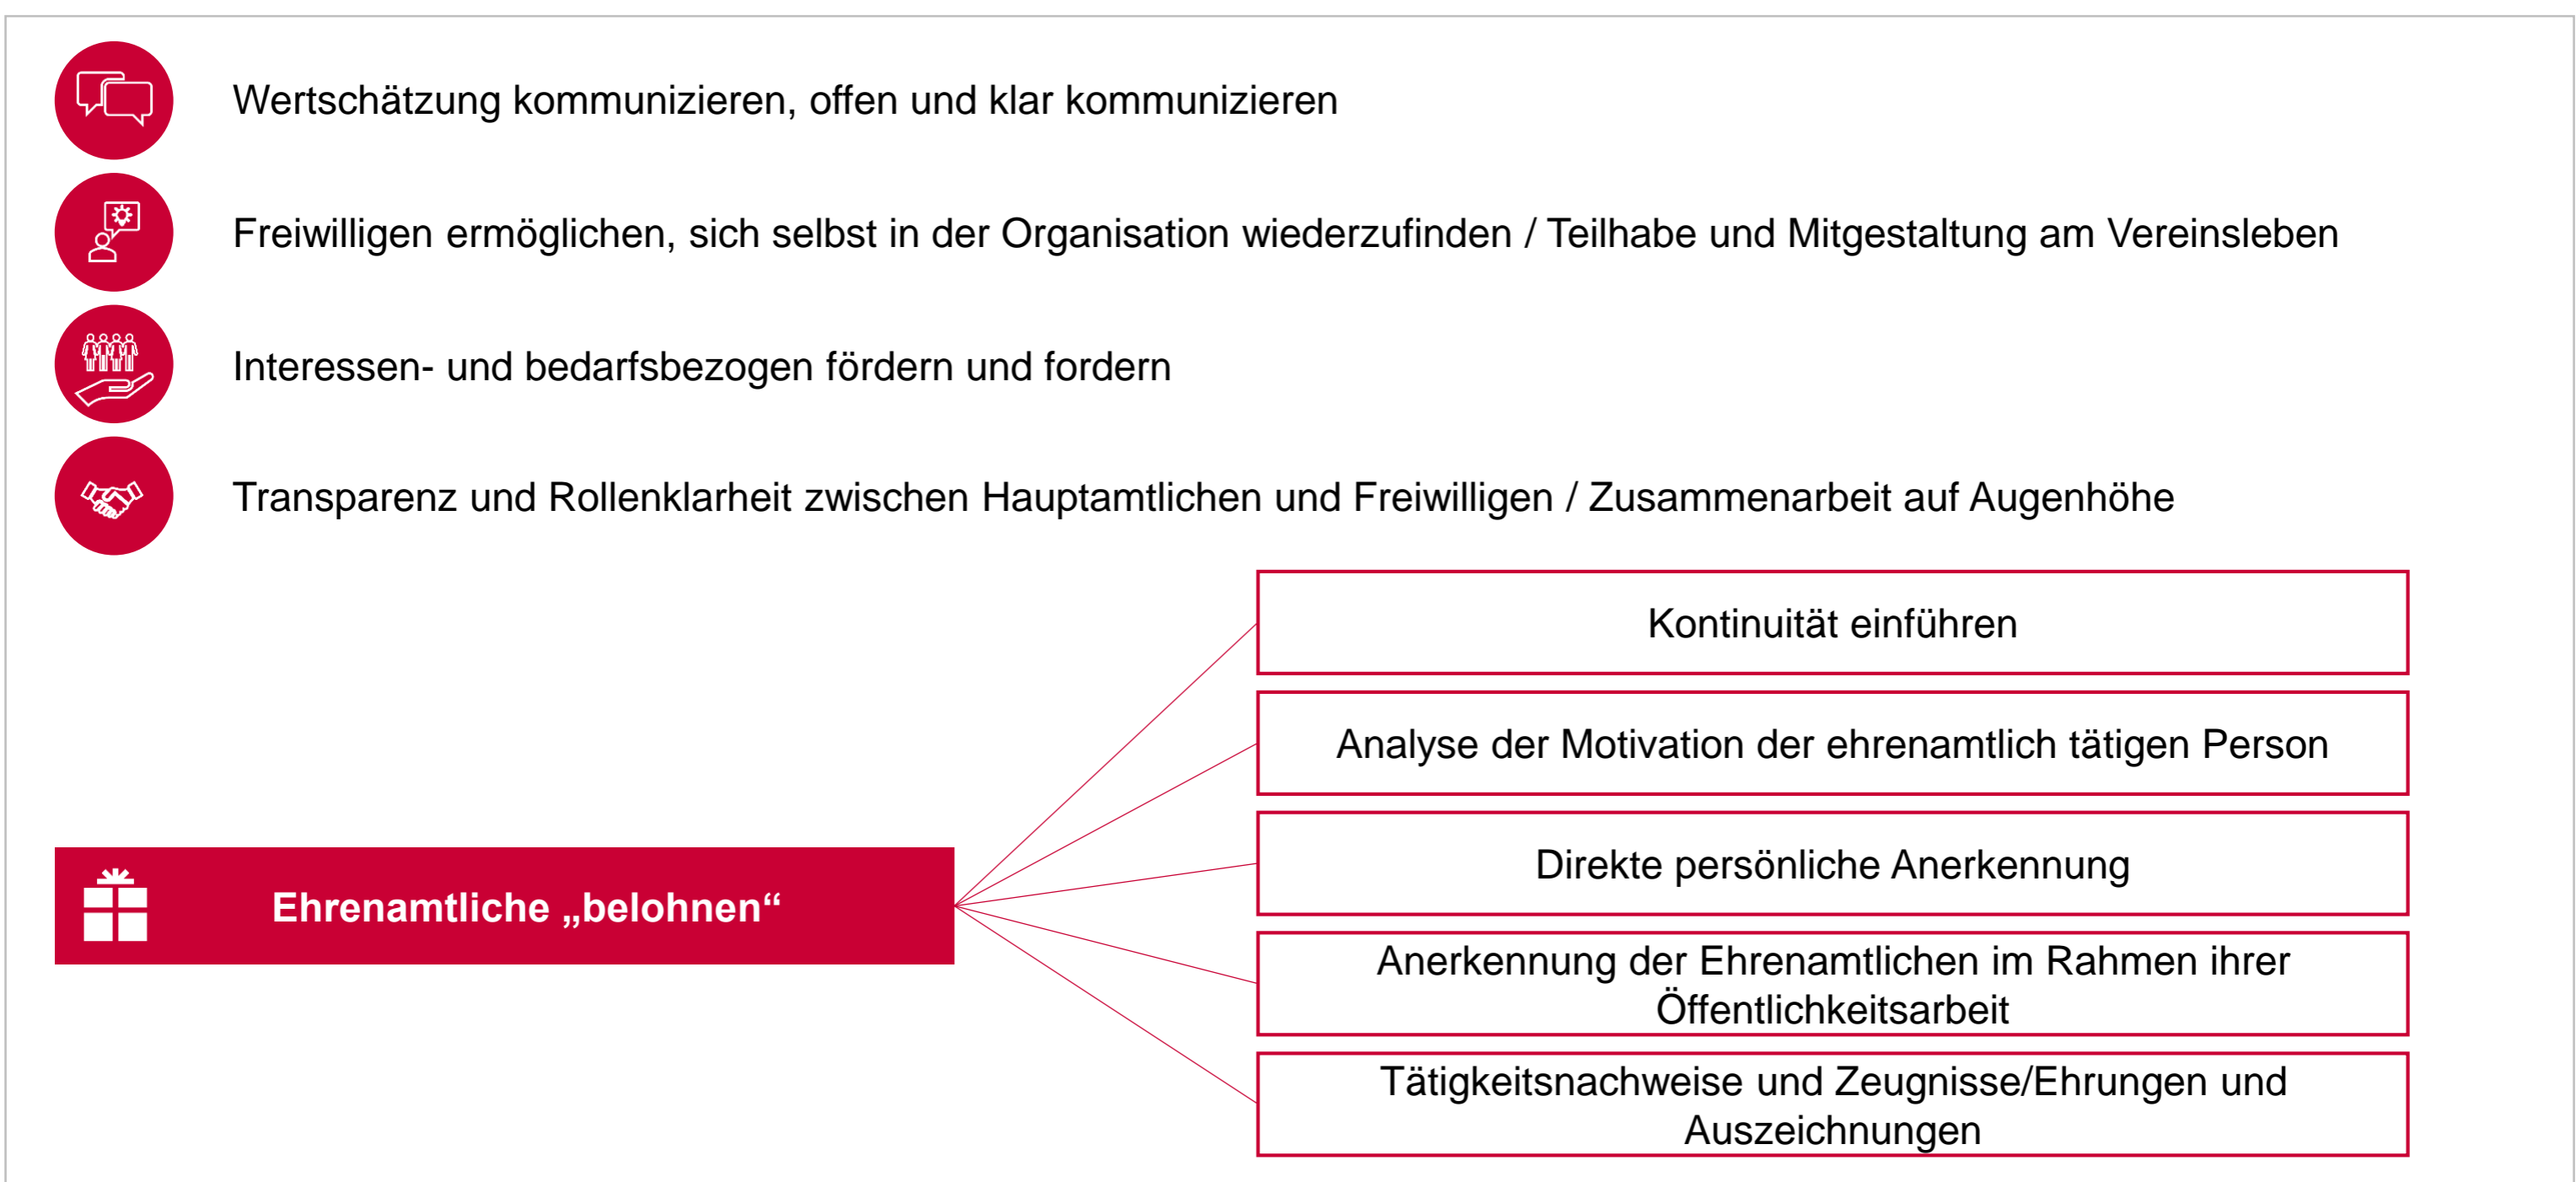 Wertschätzung kommunizieren, offen und klar kommunizieren
Freiwilligen ermöglichen, sich selbst in der Organisation wiederzufinden / Teilhabe und Mitgestaltung am Vereinsleben
Interessen- und bedarfsbezogen fördern und fordern
Transparenz und Rollenklarheit zwischen Hauptamtlichen und Freiwilligen / Zusammenarbeit auf Augenhöhe
Ehrenamtliche „belohnen“
Kontinuität einführen
Analyse der Motivation der ehrenamtlich tätigen Person
Direkte persönliche Anerkennung
Anerkennung der Ehrenamtlichen im Rahmen ihrer
Öffentlichkeitsarbeit
Tätigkeitsnachweise und Zeugnisse/Ehrungen und
Auszeichnungen